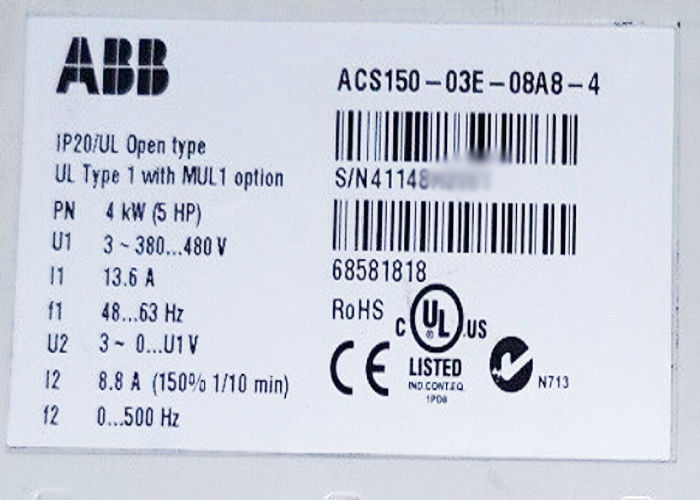 ABB
ACS150-03E-08A8-4
IP20/UL Open type
UL Type 1 with MUL1 option
S/N41148
PN 4 kW (5 HP)
U1 3~380...480 V
I1 13.6 A
f1 48...63 Hz
U2 3~ 0...U1 V
I2 8.8 A (150% 1/10 min)
f2 0...500 Hz
68581818
RoHS
C UL ® US
LISTED
IND CONT.EQ.
1PD8
CE
N713